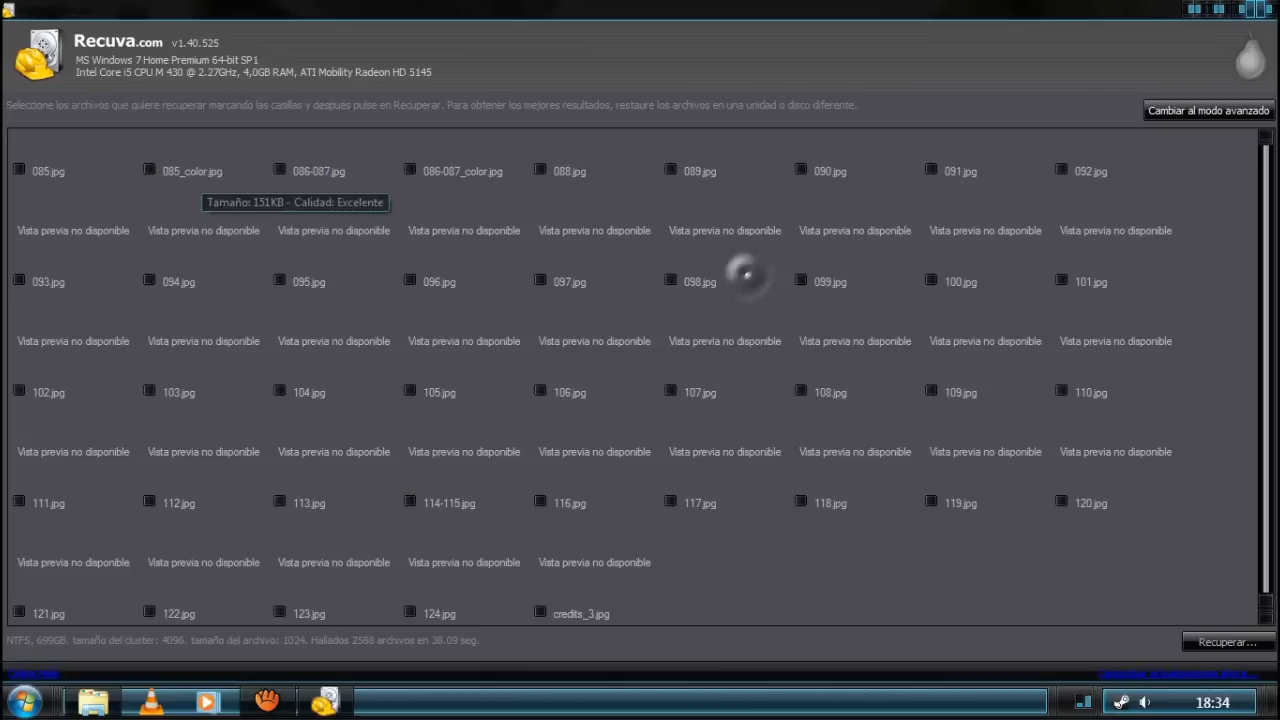 Recuva.com v1.40.525
MS Windows 7 Home Premium 64-bit SP1
Intel Core i5 CPU M 430 @ 2.27GHz, 4,0GB RAM, ATI Mobility Radeon HD 5145
Seleccione los archivos que quiere recuperar marcando las casillas y después pulse en Recuperar. Para obtener los mejores resultados, restaure los archivos en una unidad o disco diferente.
Cambiar al modo avanzado
085.jpg 085_color.jpg 086-087.jpg 086-087_color.jpg 088.jpg 089.jpg 090.jpg 091.jpg 092.jpg
Tamaño: 151KB - Calidad: Excelente
Vista previa no disponible Vista previa no disponible Vista previa no disponible Vista previa no disponible Vista previa no disponible Vista previa no disponible Vista previa no disponible Vista previa no disponible Vista previa no disponible
093.jpg 094.jpg 095.jpg 096.jpg 097.jpg 098.jpg 099.jpg 100.jpg 101.jpg
Vista previa no disponible Vista previa no disponible Vista previa no disponible Vista previa no disponible Vista previa no disponible Vista previa no disponible Vista previa no disponible Vista previa no disponible Vista previa no disponible
102.jpg 103.jpg 104.jpg 105.jpg 106.jpg 107.jpg 108.jpg 109.jpg 110.jpg
Vista previa no disponible Vista previa no disponible Vista previa no disponible Vista previa no disponible Vista previa no disponible Vista previa no disponible Vista previa no disponible Vista previa no disponible Vista previa no disponible
111.jpg 112.jpg 113.jpg 114-115.jpg 116.jpg 117.jpg 118.jpg 119.jpg 120.jpg
Vista previa no disponible Vista previa no disponible Vista previa no disponible Vista previa no disponible Vista previa no disponible
121.jpg 122.jpg 123.jpg 124.jpg credits_3.jpg
NTFS, 699GB. tamaño del cluster: 4096. tamaño del archivo: 1024. Hallados 2588 archivos en 38.09 seg.
Recuperar...
18:34